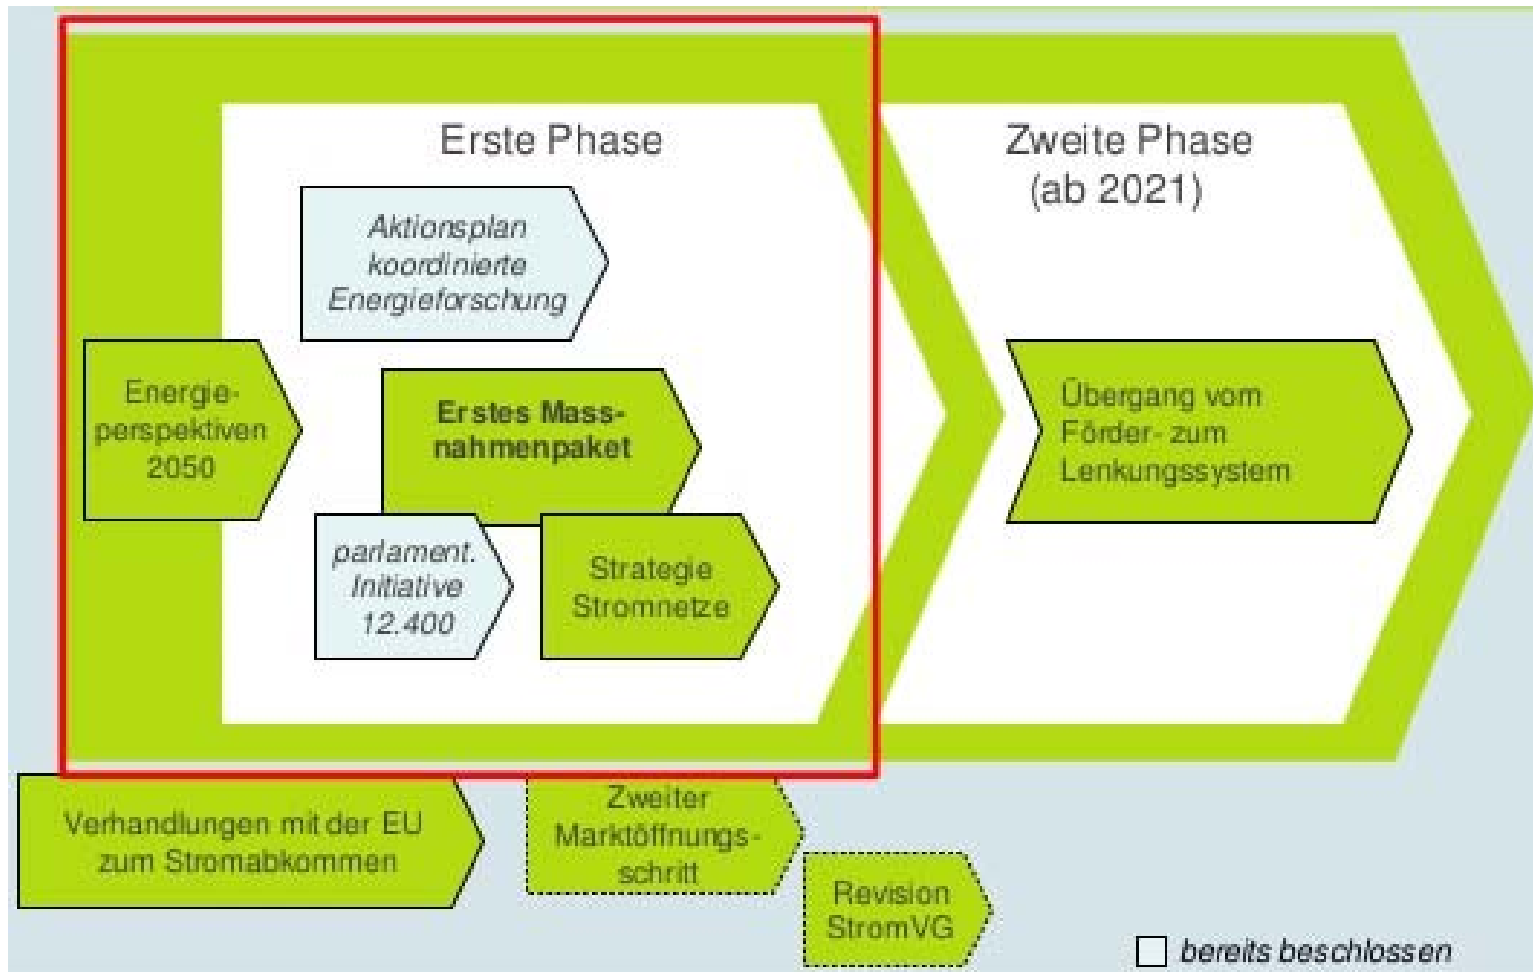 Erste Phase
Aktionsplan
koordinierte
Energieforschung
Energie-
perspektiven
2050
Erstes Mass-
nahmenpaket
parlament.
Initiative
12.400
Strategie
Stromnetze
Zweite Phase
(ab 2021)
Übergang vom
Förder- zum
Lenkungssystem
Verhandlungen mit der EU
zum Stromabkommen
Zweiter
Marktöffnungs-
schritt
Revision
StromVG
bereits beschlossen